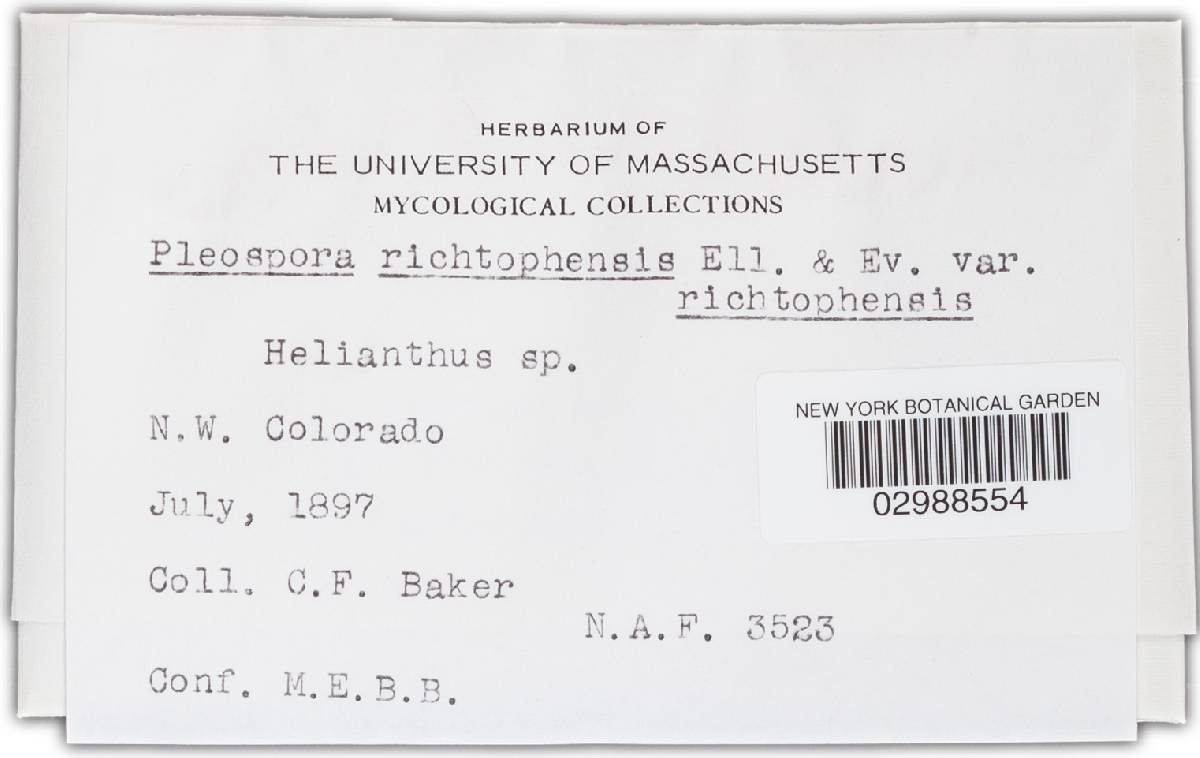 HERBARIUM OF
THE UNIVERSITY OF MASSACHUSETTS
MYCOLOGICAL COLLECTIONS
Pleospora richtophensis Ell. & Ev. var.
richtophensis
Helianthus sp.
N.W. Colorado
July, 1897
Coll. C.F. Baker
N.A.F. 3523
Conf. M.E.B.B.
NEW YORK BOTANICAL GARDEN
02988554